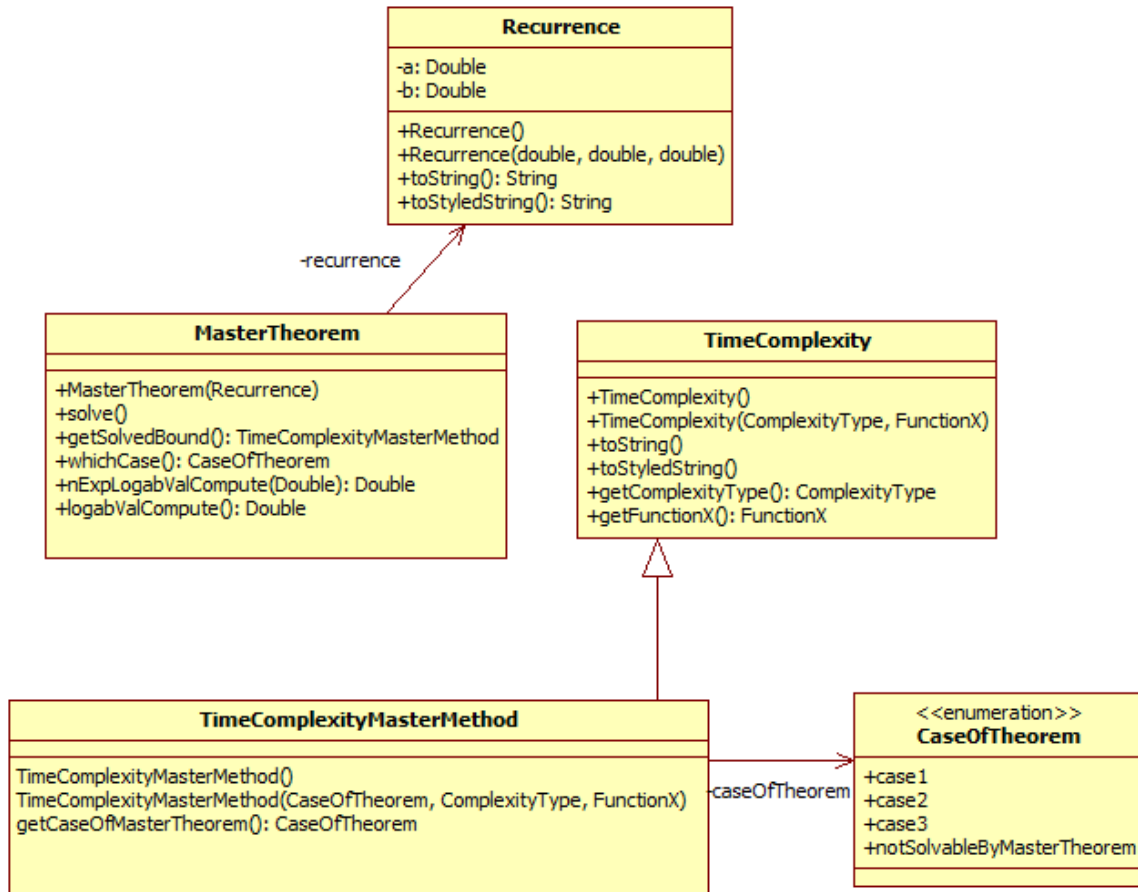 Recurrence
-a: Double
-b: Double
+Recurrence()
+Recurrence(double, double, double)
+toString(): String
+toStyledString(): String
-recurrence
MasterTheorem
+MasterTheorem(Recurrence)
+solve()
+getSolvedBound(): TimeComplexityMasterMethod
+whichCase(): CaseOfTheorem
+nExpLogabValCompute(Double): Double
+logabValCompute(): Double
TimeComplexity
+TimeComplexity()
+TimeComplexity(ComplexityType, FunctionX)
+toString()
+toStyledString()
+getComplexityType(): ComplexityType
+getFunctionX(): FunctionX
TimeComplexityMasterMethod
TimeComplexityMasterMethod()
TimeComplexityMasterMethod(CaseOfTheorem, ComplexityType, FunctionX)
getCaseOfMasterTheorem(): CaseOfTheorem
-caseOfTheorem
<<enumeration>>
CaseOfTheorem
+case1
+case2
+case3
+notSolvableByMasterTheorem